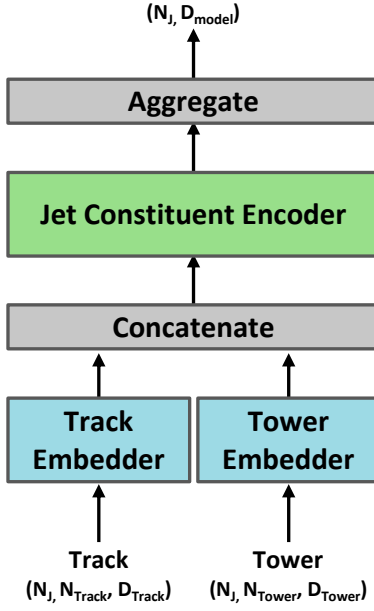 (N_J, D_model)
Aggregate
Jet Constituent Encoder
Concatenate
Track
Embedder
Tower
Embedder
Track
(N_J, N_Track, D_Track)
Tower
(N_J, N_Tower, D_Tower)